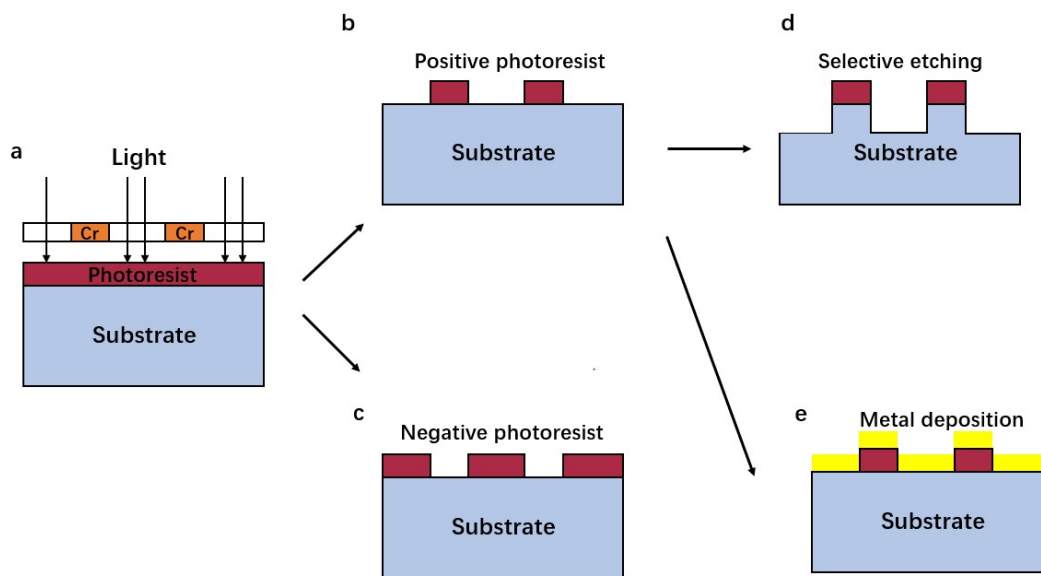 a
Light
Cr
Cr
Photoresist
Substrate
b
Positive photoresist
Substrate
c
Negative photoresist
Substrate
d
Selective etching
Substrate
e
Metal deposition
Substrate